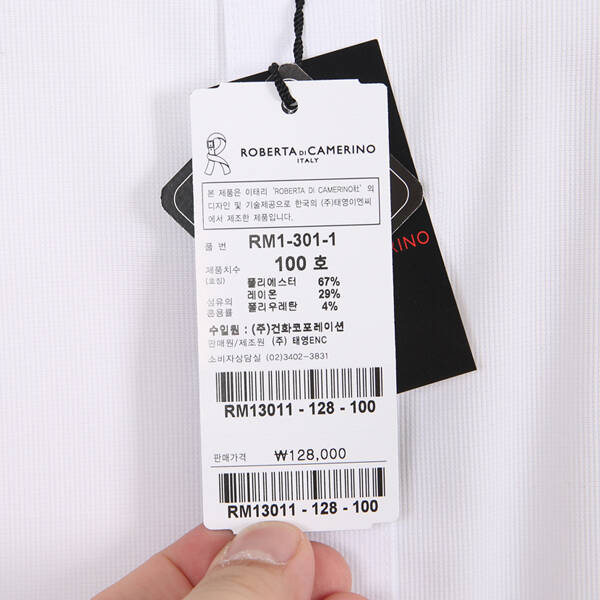 ROBERTA DI CAMERINO
ITALY
본 제품은 이태리 'ROBERTA DI CAMERINO社'의
디자인 및 기술제공으로 한국의 (주)태영이엔씨
에서 제조한 제품입니다.
품 번 RM1-301-1
제품치수 100 호
(호칭)
폴리에스터 67%
레이온 29%
섬유의
혼용률
폴리우레탄 4%
수입원 : (주)건화코포레이션
판매원/제조원 (주) 태영ENC
소비자상담실 (02)3402-3831
RM13011 - 128 - 100
판매가격 ₩128,000
RM13011 - 128 - 100
RINO